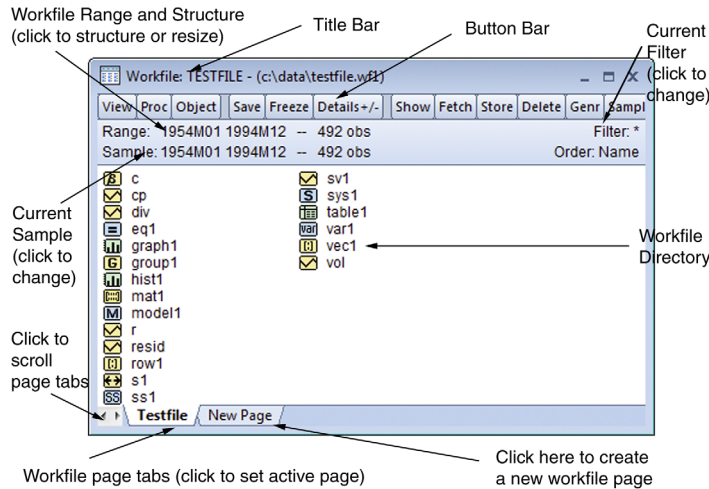 Workfile Range and Structure
(click to structure or resize)
Title Bar
Button Bar
Current
Filter
(click to
change)
Workfile: TESTFILE - (c:\data\testfile.wf1)
View Proc Object Save Freeze Details+/- Show Fetch Store Delete Genr Sampl
Range: 1954M01 1994M12 -- 492 obs
Filter: *
Sample: 1954M01 1994M12 -- 492 obs
Order: Name
β c
cp
div
= eq1
graph1
G group1
hist1
mat1
M model1
r
resid
row1
s1
SS ss1
sv1
S sys1
table1
var var1
vec1
vol
Current
Sample
(click to
change)
Workfile
Directory
Click to
scroll
page tabs
Testfile New Page
Workfile page tabs (click to set active page)
Click here to create
a new workfile page